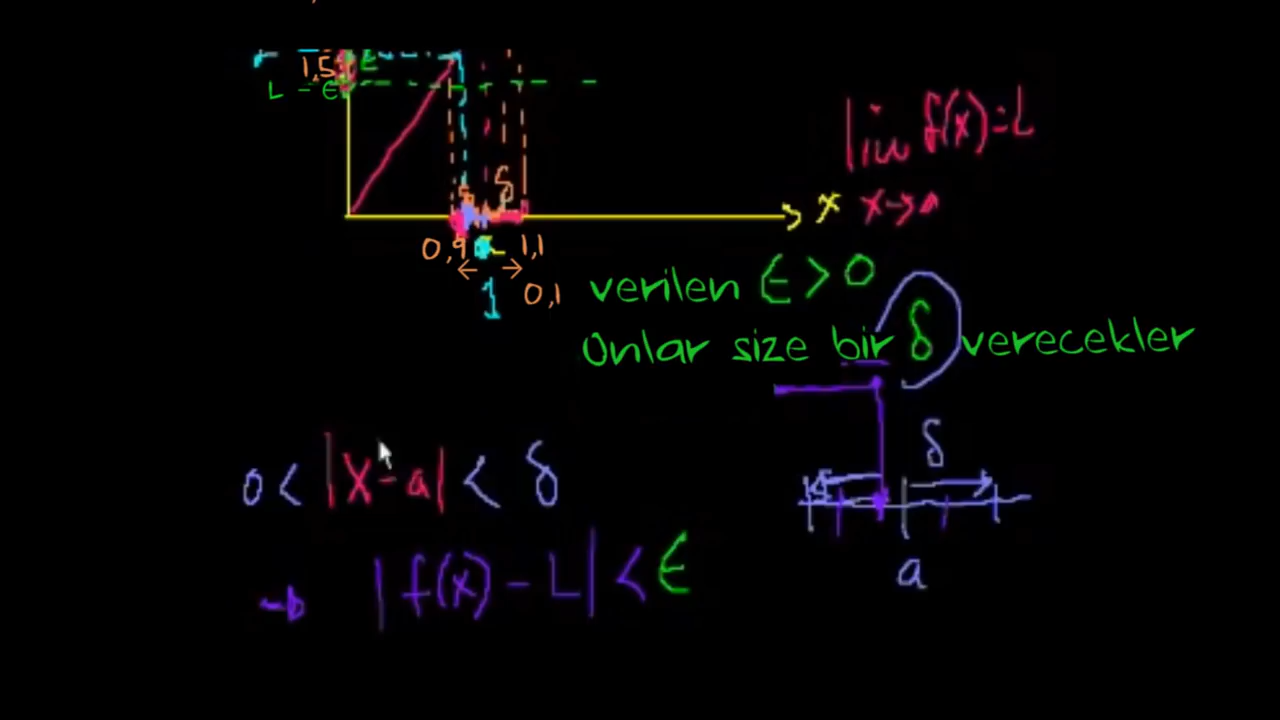 1,5 ε
L - ε
lim f(x)=L
x→a
δ δ
x
0,9 1,1
1 0,1
verilen ε > 0
Onlar size bir δ verecekler
δ
0 < |x-a| < δ
a
→ |f(x) - L| < ε